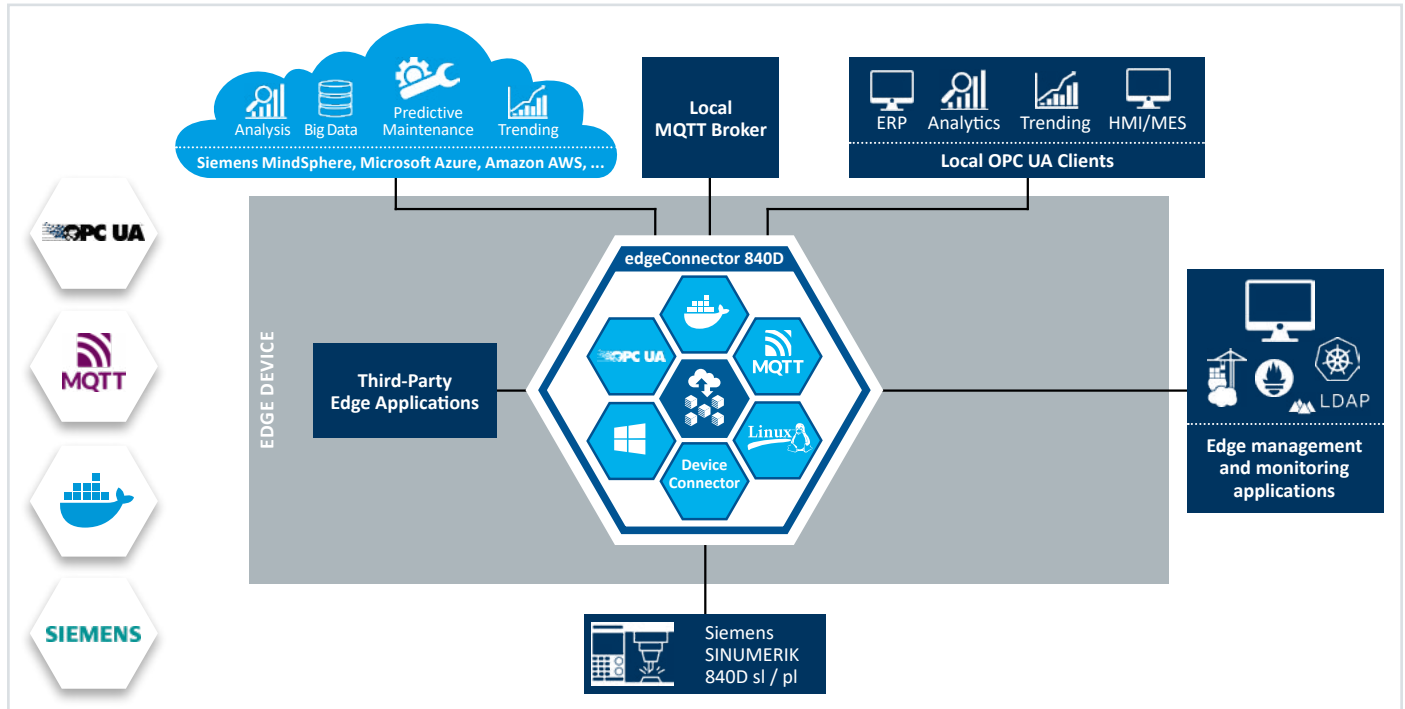 Analysis
Big Data
Predictive
Maintenance
Trending
Siemens MindSphere, Microsoft Azure, Amazon AWS, ...
Local
MQTT Broker
ERP
Analytics
Trending
HMI/MES
Local OPC UA Clients
OPC UA
MQTT
SIEMENS
EDGE DEVICE
edgeConnector 840D
OPC UA
MQTT
Linux
Device
Connector
Third-Party
Edge Applications
LDAP
Edge management
and monitoring
applications
Siemens
SINUMERIK
840D sl / pl